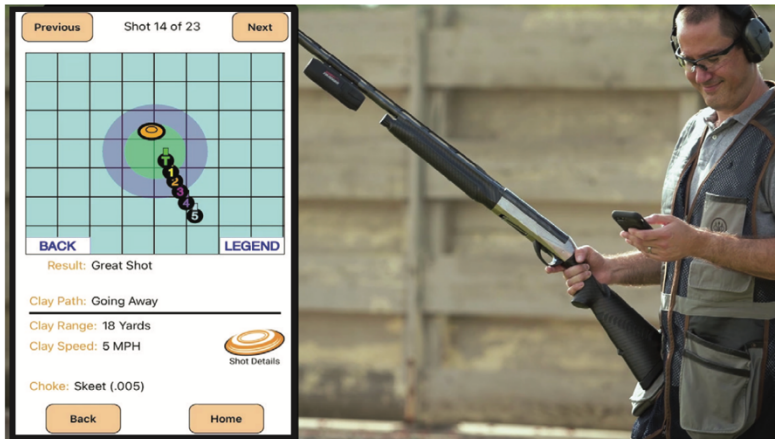 Previous
Shot 14 of 23
Next
T
1
2
3
4
5
BACK
LEGEND
Result: Great Shot
Clay Path: Going Away
Clay Range: 18 Yards
Clay Speed: 5 MPH
Shot Details
Choke: Skeet (.005)
Back
Home